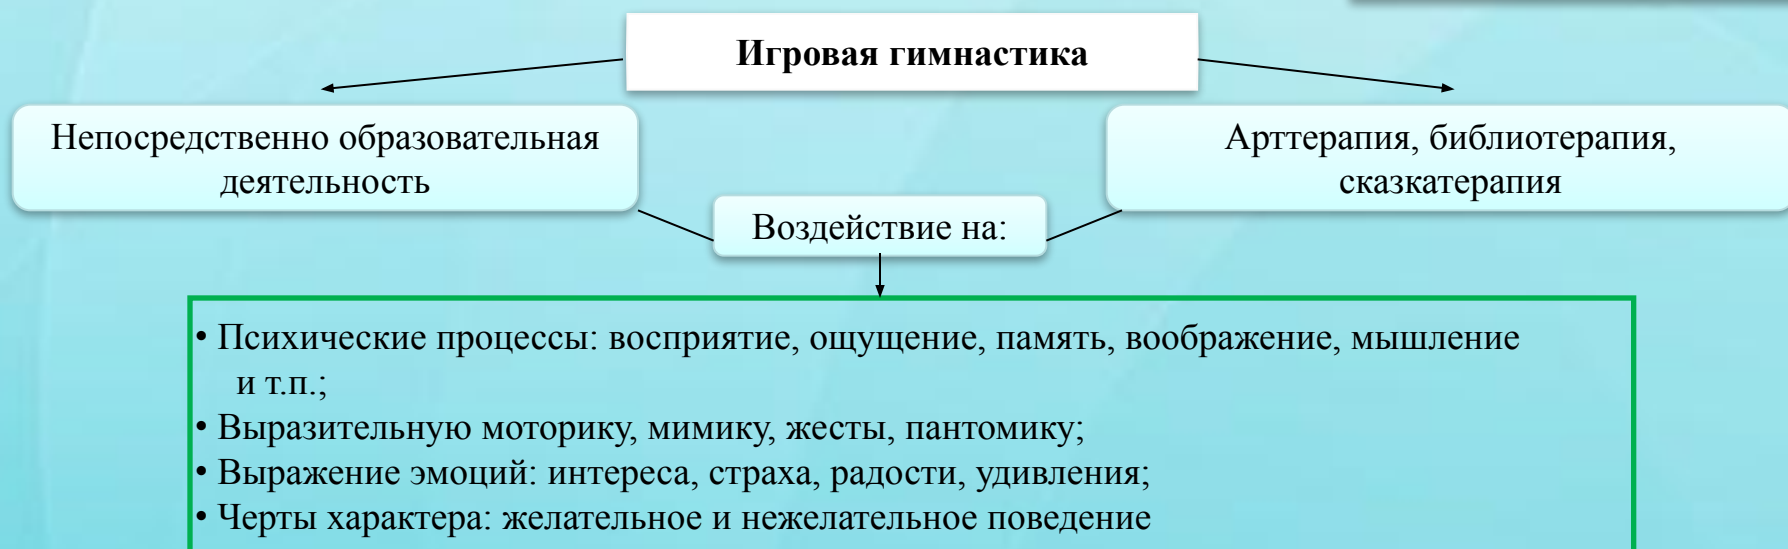 Игровая гимнастика
Непосредственно образовательная
деятельность
Арттерапия, библиотерапия,
сказкатерапия
Воздействие на:
• Психические процессы: восприятие, ощущение, память, воображение, мышление
и т.п.;
• Выразительную моторику, мимику, жесты, пантомику;
• Выражение эмоций: интереса, страха, радости, удивления;
• Черты характера: желательное и нежелательное поведение